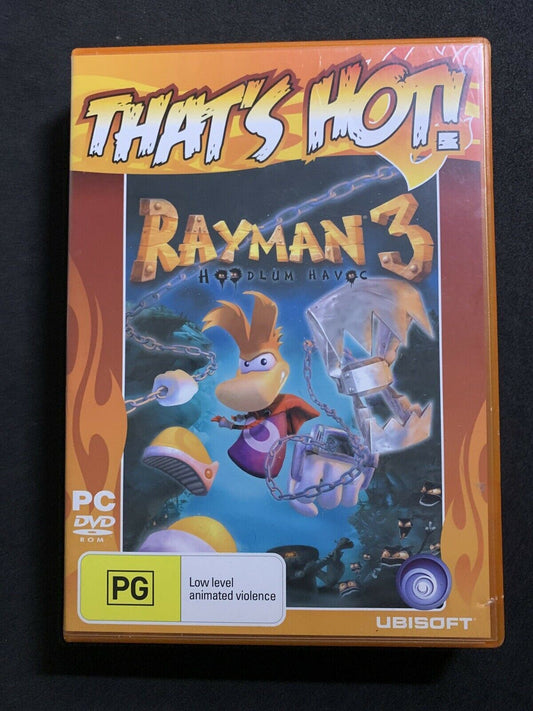 THAT'S HOT!
RAYMAN 3
HOODLUM HAVOC
PC
DVD
ROM
PG
Low level
animated violence
UBISOFT